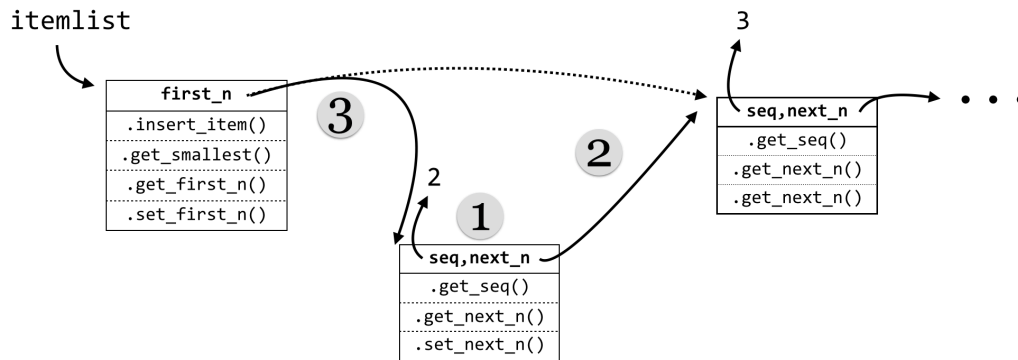 itemlist
first_n
.insert_item()
.get_smallest()
.get_first_n()
.set_first_n()
3
2
1
2
seq,next_n
.get_seq()
.get_next_n()
.set_next_n()
3
seq,next_n
.get_seq()
.get_next_n()
.get_next_n()